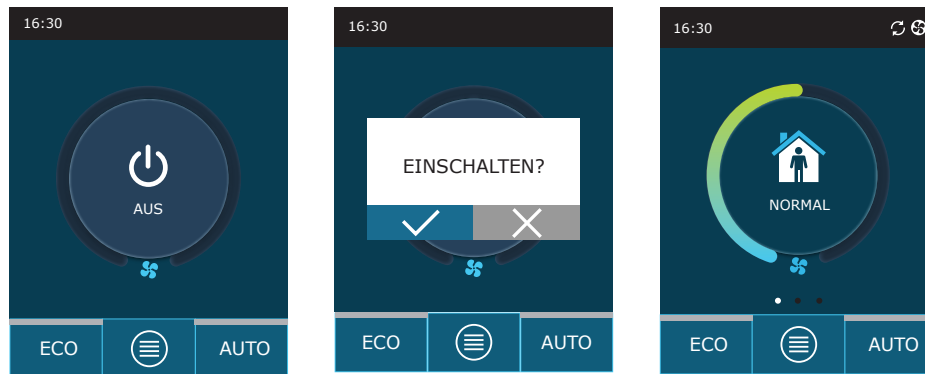 16:30
AUS
ECO
AUTO
16:30
EINSCHALTEN?
ECO
AUTO
16:30
NORMAL
ECO
AUTO